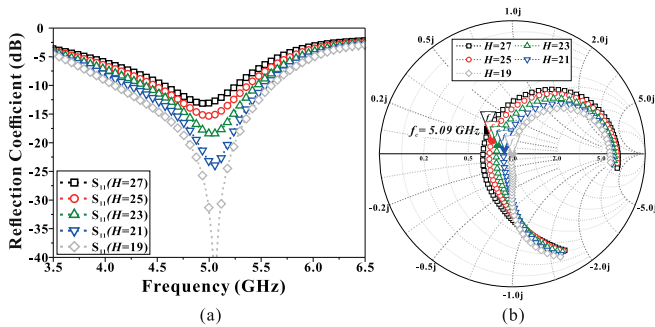 0
-5
-10
-15
-20
-25
-30
-35
-40
Reflection Coefficient (dB)
S11(H=27)
S11(H=25)
S11(H=23)
S11(H=21)
S11(H=19)
3.5 4.0 4.5 5.0 5.5 6.0 6.5
Frequency (GHz)
(a)
1.0j
0.5j 2.0j
H=27 H=23
H=25 H=21
H=19
0.2j 5.0j
fc = 5.09 GHz
0.2 0.5 1.0 2.0 5.0
-0.2j -5.0j
-0.5j -2.0j
-1.0j
(b)